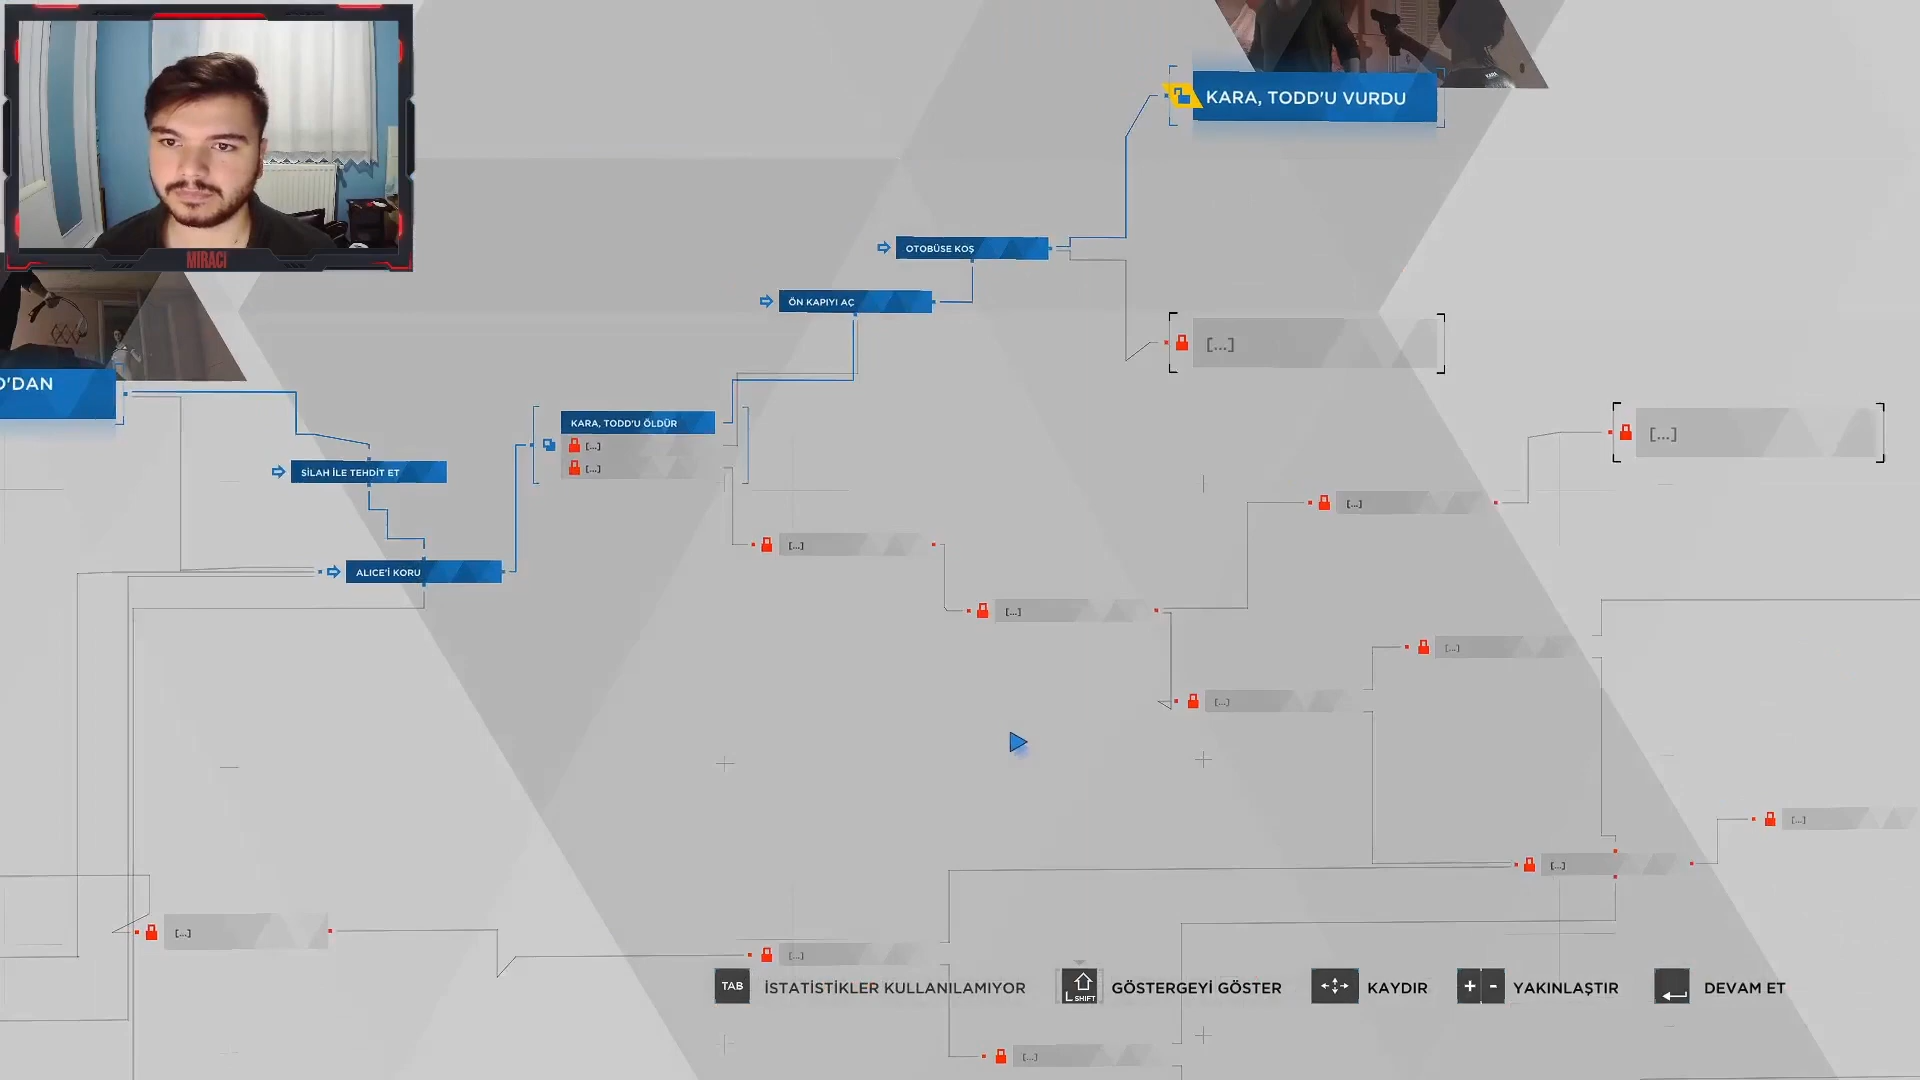 KARA, TODD'U VURDU
MIRACI
OTOBÜSE KOŞ
ÖN KAPIYI AÇ
[...]
D'DAN
KARA, TODD'U ÖLDÜR
[...]
[...]
[...]
SİLAH İLE TEHDİT ET
[...]
[...]
ALICE'İ KORU
[...]
[...]
[...]
[...]
[...]
[...]
[...]
TAB İSTATİSTİKLER KULLANILAMIYOR
L SHIFT GÖSTERGEYİ GÖSTER
KAYDIR
+ - YAKINLAŞTIR
DEVAM ET
[...]